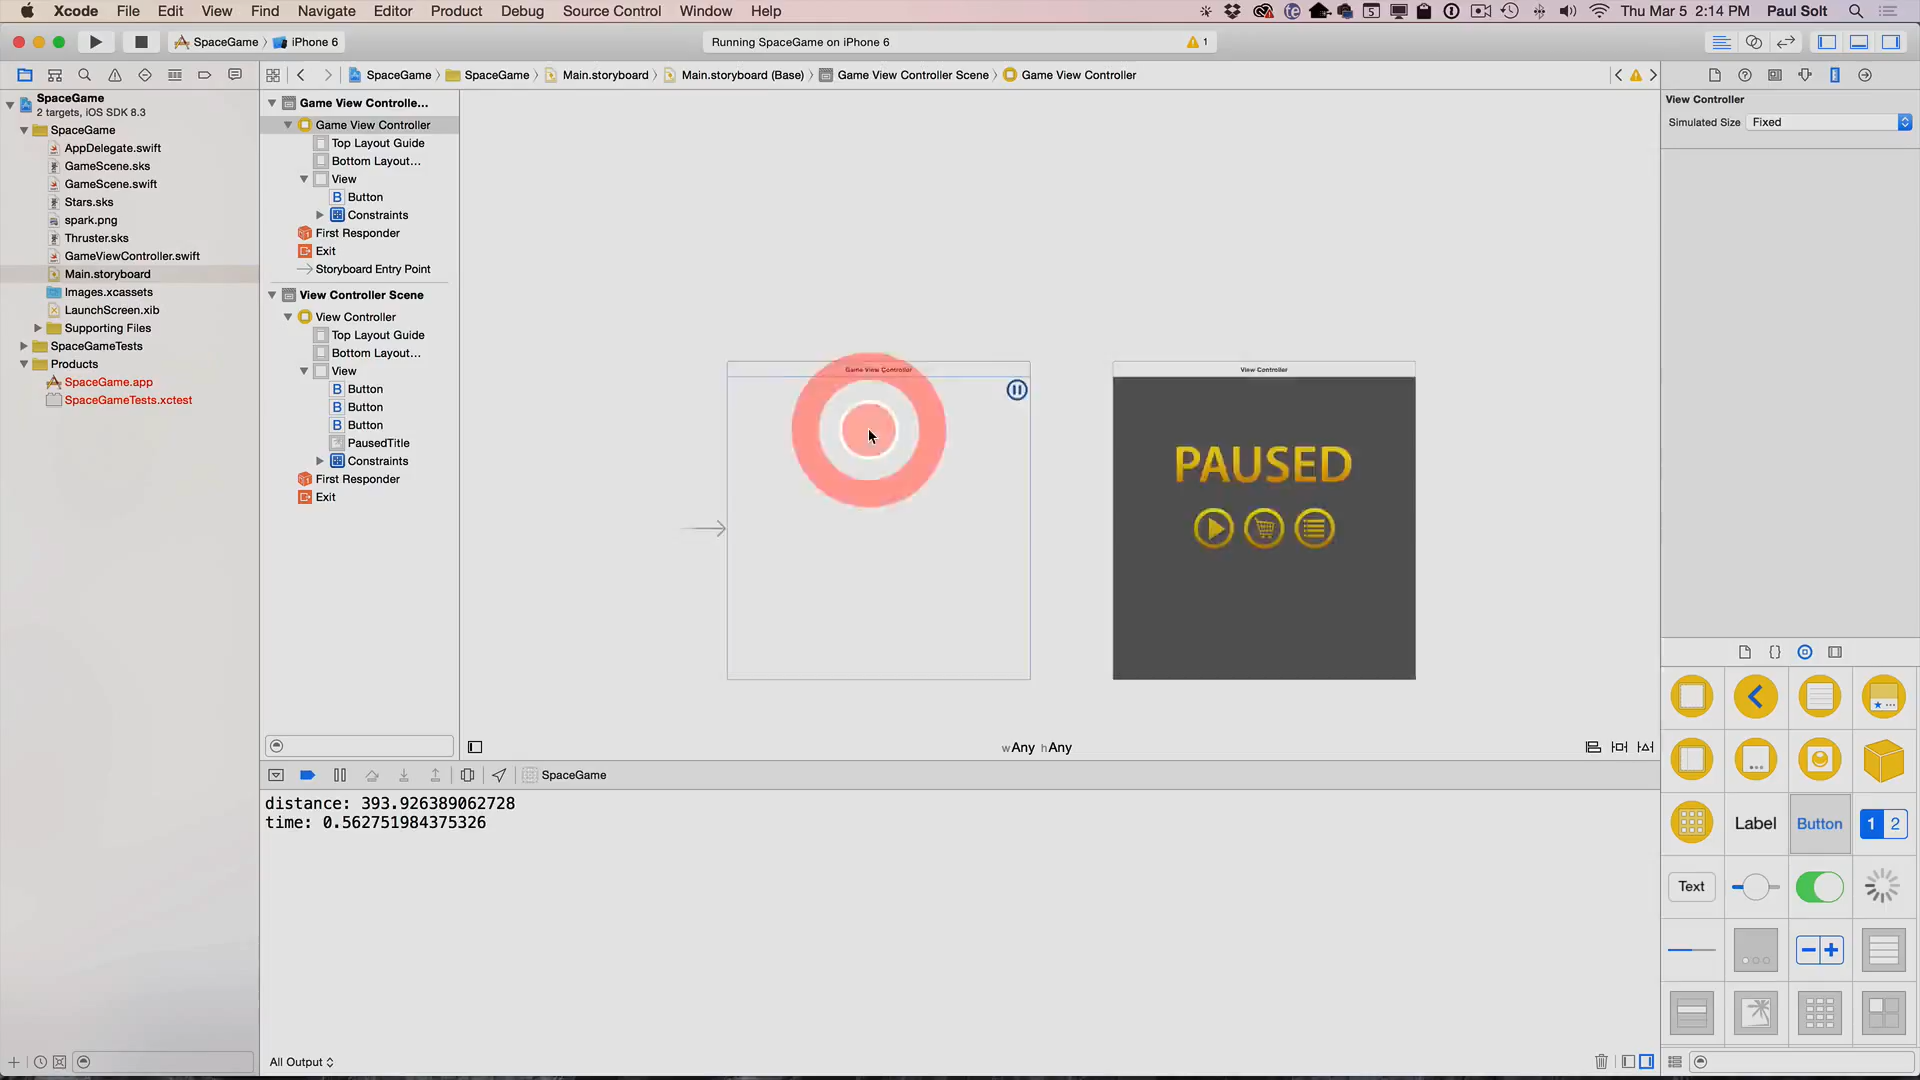 Xcode File Edit View Find Navigate Editor Product Debug Source Control Window Help
Thu Mar 5 2:14 PM Paul Solt
SpaceGame iPhone 6
Running SpaceGame on iPhone 6
1
SpaceGame SpaceGame Main.storyboard Main.storyboard (Base) Game View Controller Scene Game View Controller
SpaceGame
2 targets, iOS SDK 8.3
SpaceGame
AppDelegate.swift
GameScene.sks
GameScene.swift
Stars.sks
spark.png
Thruster.sks
GameViewController.swift
Main.storyboard
Images.xcassets
LaunchScreen.xib
Supporting Files
SpaceGameTests
Products
SpaceGame.app
SpaceGameTests.xctest
Game View Controlle...
Game View Controller
Top Layout Guide
Bottom Layout...
View
B Button
Constraints
First Responder
Exit
Storyboard Entry Point
View Controller Scene
View Controller
Top Layout Guide
Bottom Layout...
View
B Button
B Button
B Button
PausedTitle
Constraints
First Responder
Exit
Game View Controller
View Controller
PAUSED
wAny hAny
SpaceGame
distance: 393.926389062728
time: 0.562751984375326
All Output
View Controller
Simulated Size Fixed
Label Button 1 2
Text